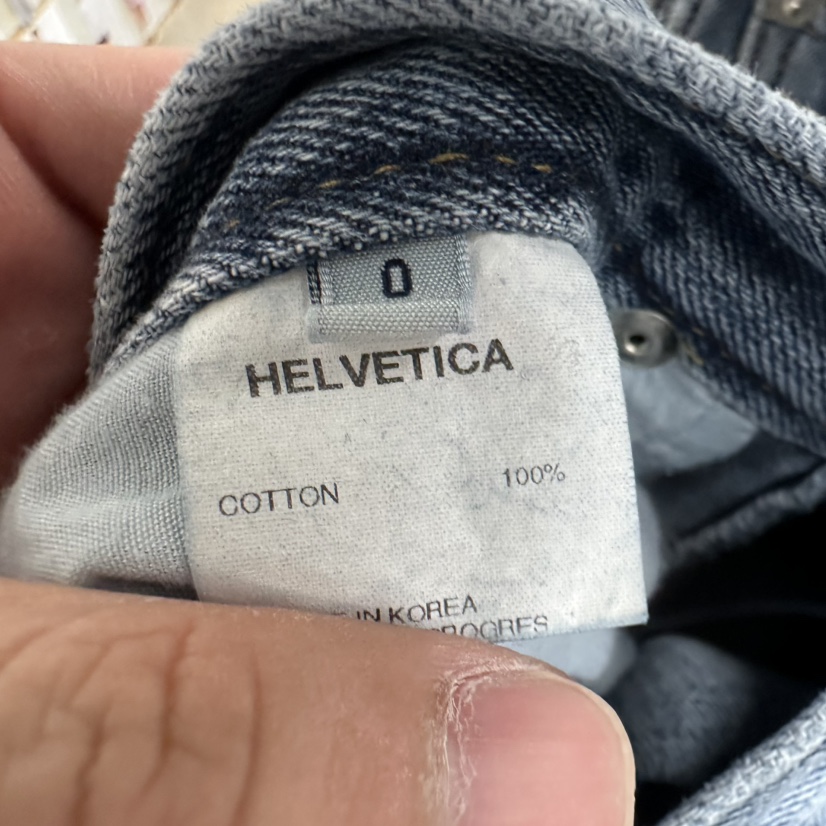 0
HELVETICA
COTTON 100%
IN KOREA